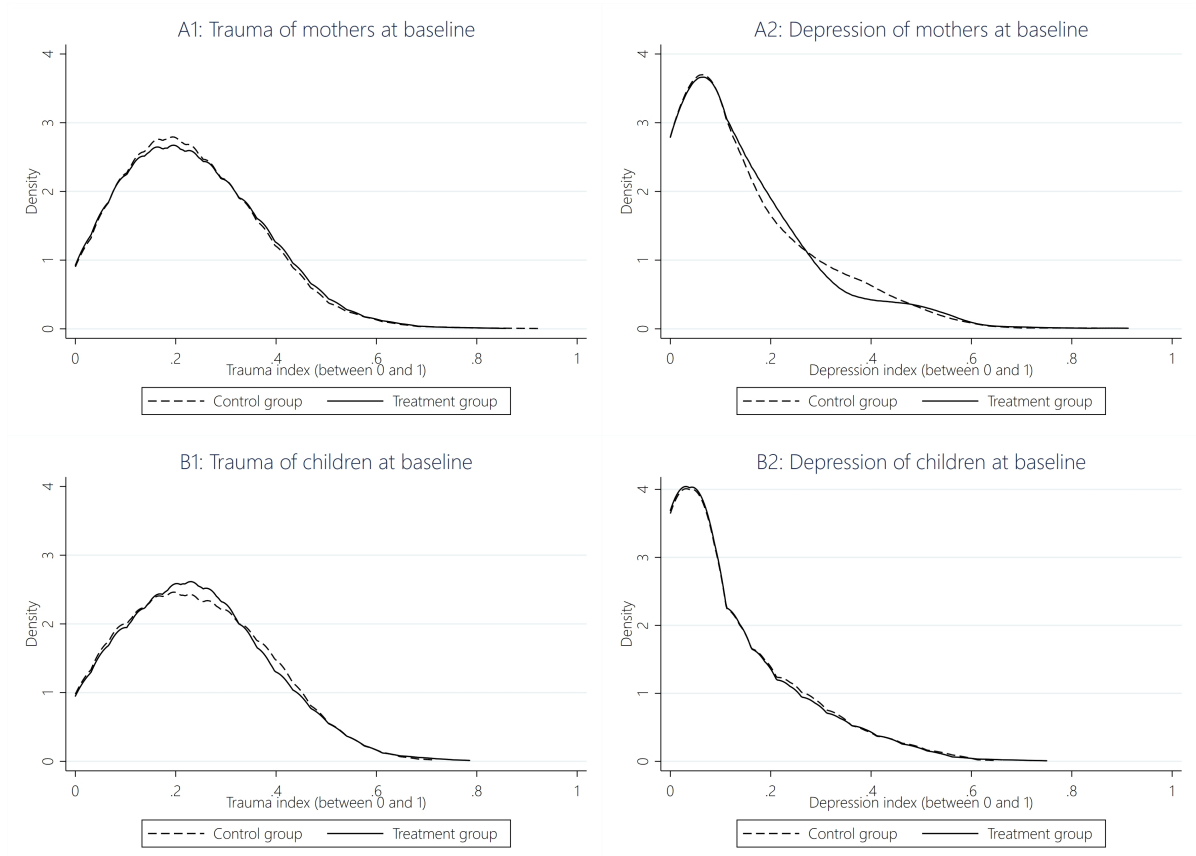 A1: Trauma of mothers at baseline
4
3
2
1
0
Density
0 .2 .4 .6 .8 1
Trauma index (between 0 and 1)
Control group Treatment group
A2: Depression of mothers at baseline
4
3
2
1
0
Density
0 .2 .4 .6 .8 1
Depression index (between 0 and 1)
Control group Treatment group
B1: Trauma of children at baseline
4
3
2
1
0
Density
0 .2 .4 .6 .8 1
Trauma index (between 0 and 1)
Control group Treatment group
B2: Depression of children at baseline
4
3
2
1
0
Density
0 .2 .4 .6 .8 1
Depression index (between 0 and 1)
Control group Treatment group